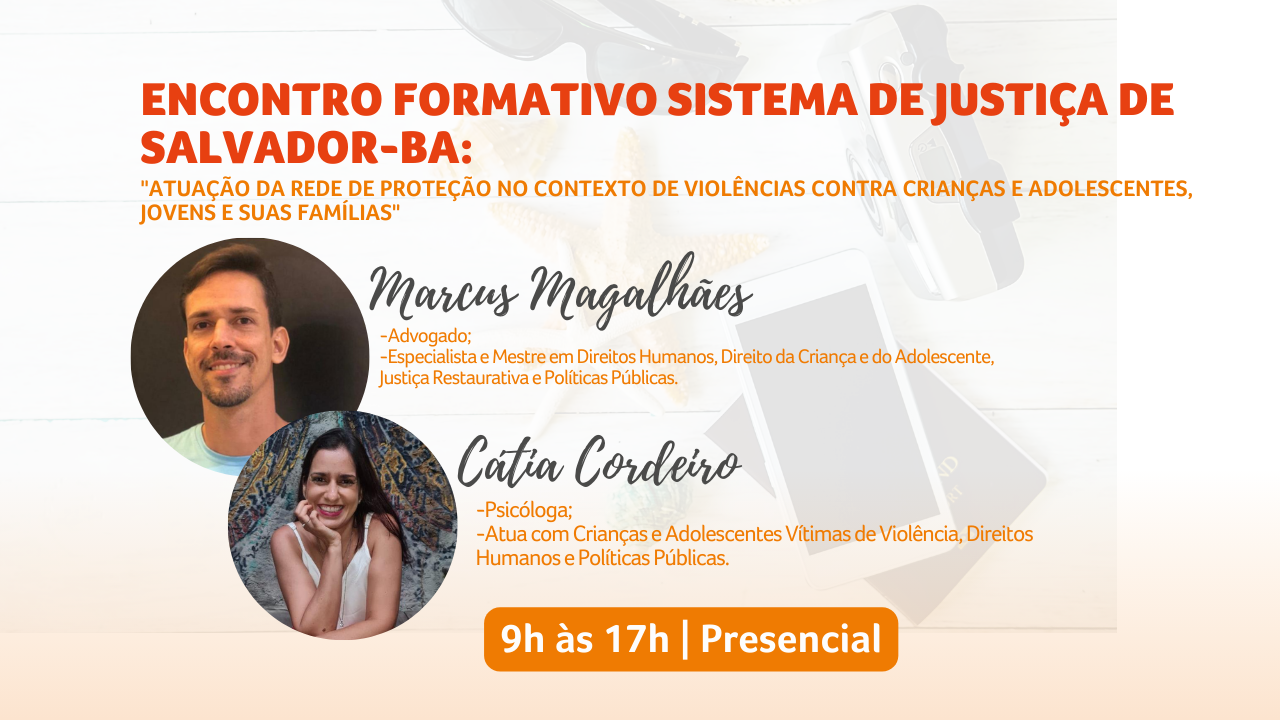 ENCONTRO FORMATIVO SISTEMA DE JUSTIÇA DE
SALVADOR-BA:
"ATUAÇÃO DA REDE DE PROTEÇÃO NO CONTEXTO DE VIOLÊNCIAS CONTRA CRIANÇAS E ADOLESCENTES,
JOVENS E SUAS FAMÍLIAS"
Marcus Magalhães
-Advogado;
-Especialista e Mestre em Direitos Humanos, Direito da Criança e do Adolescente,
Justiça Restaurativa e Políticas Públicas.
Cátia Cordeiro
-Psicóloga;
-Atua com Crianças e Adolescentes Vítimas de Violência, Direitos
Humanos e Políticas Públicas.
9h às 17h | Presencial